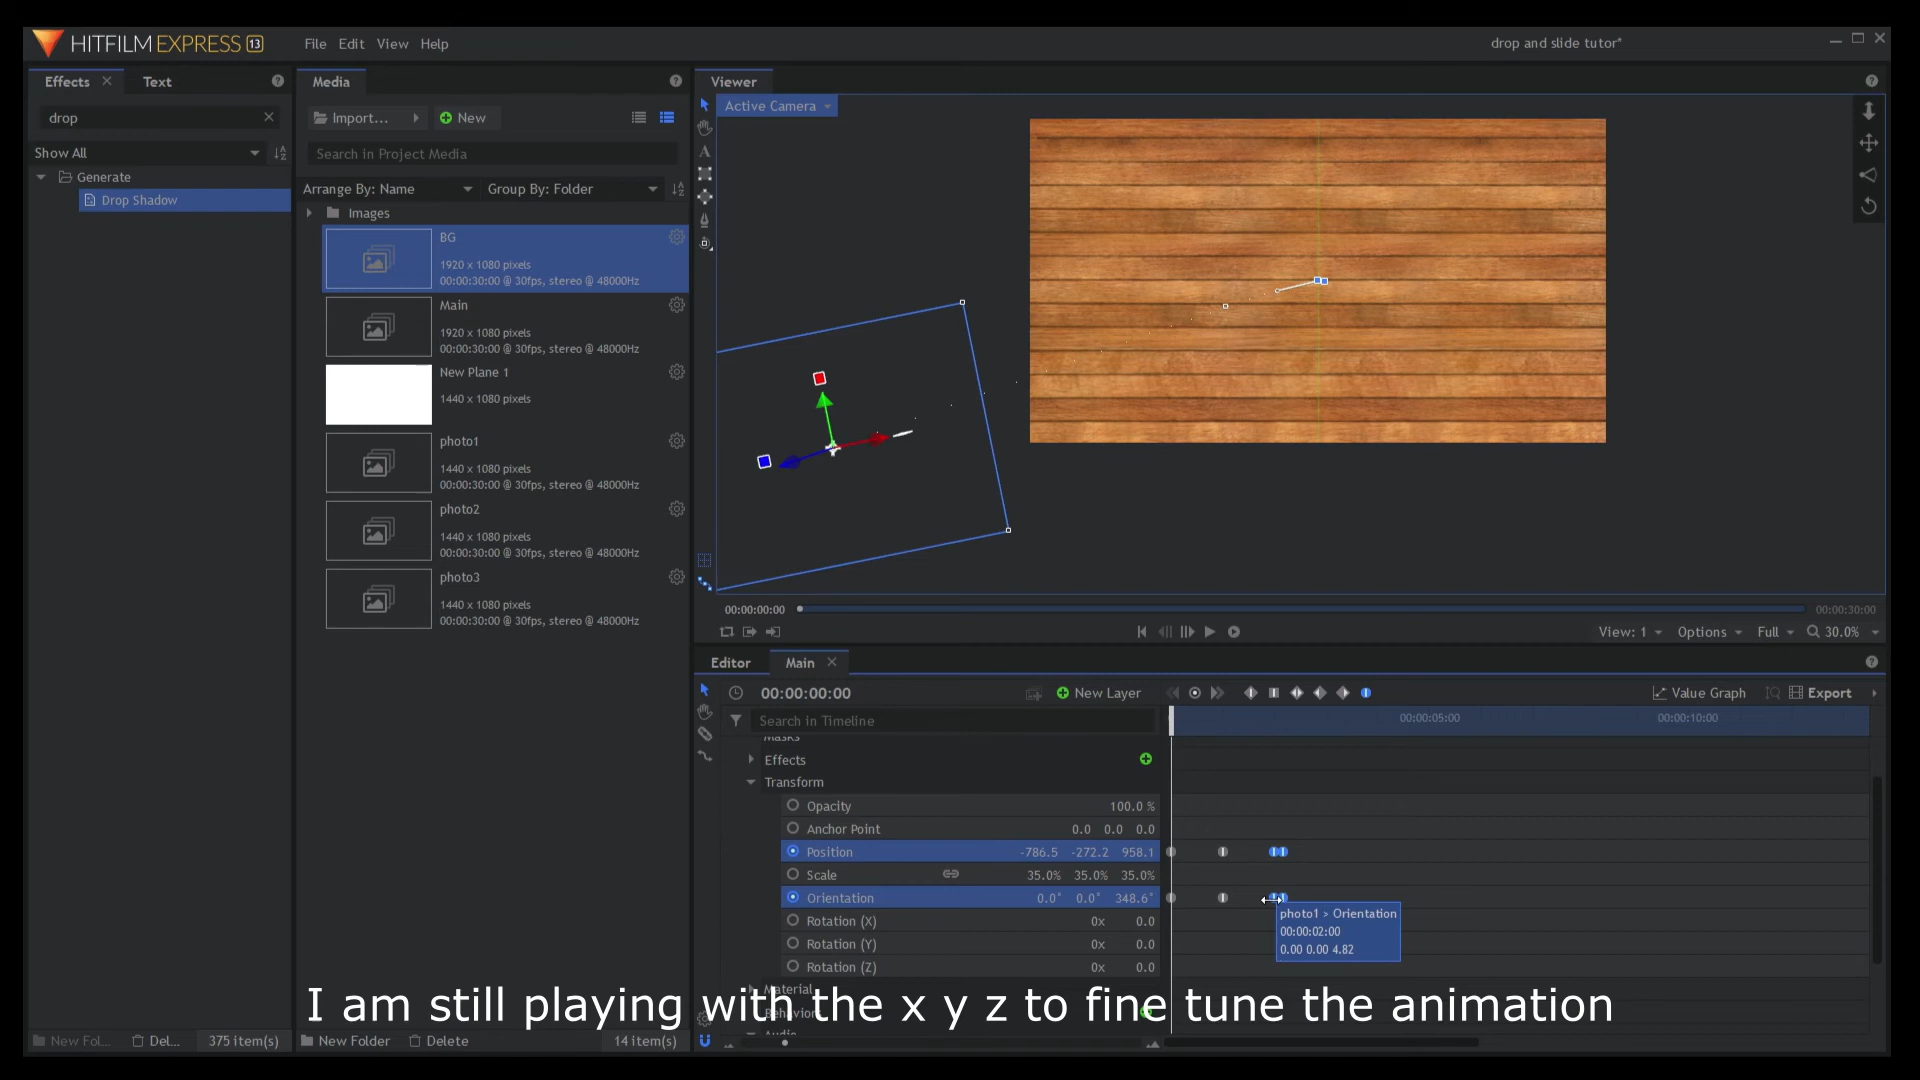 HITFILM EXPRESS 13
File Edit View Help
drop and slide tutor*
Effects
Text
Media
Viewer
drop
Import...
New
Active Camera
Show All
Search in Project Media
Generate
Arrange By: Name
Group By: Folder
Drop Shadow
Images
BG
1920 x 1080 pixels
00:00:30:00 @ 30fps, stereo @ 48000Hz
Main
1920 x 1080 pixels
00:00:30:00 @ 30fps, stereo @ 48000Hz
New Plane 1
1440 x 1080 pixels
photo1
1440 x 1080 pixels
00:00:30:00 @ 30fps, stereo @ 48000Hz
photo2
1440 x 1080 pixels
00:00:30:00 @ 30fps, stereo @ 48000Hz
photo3
1440 x 1080 pixels
00:00:30:00 @ 30fps, stereo @ 48000Hz
00:00:00:00
00:00:30:00
View: 1
Options
Full
30.0%
Editor
Main
00:00:00:00
New Layer
Value Graph
Export
Search in Timeline
00:00:05:00
00:00:10:00
Masks
Effects
Transform
Opacity 100.0 %
Anchor Point 0.0 0.0 0.0
Position -786.5 -272.2 958.1
Scale 35.0% 35.0% 35.0%
Orientation 0.0° 0.0° 348.6°
Rotation (X) 0x 0.0
Rotation (Y) 0x 0.0
Rotation (Z) 0x 0.0
photo1 > Orientation
00:00:02:00
0.00 0.00 4.82
Material
I am still playing with the x y z to fine tune the animation
Behaviors
Audio
New Fol...
Del...
375 item(s)
New Folder
Delete
14 item(s)